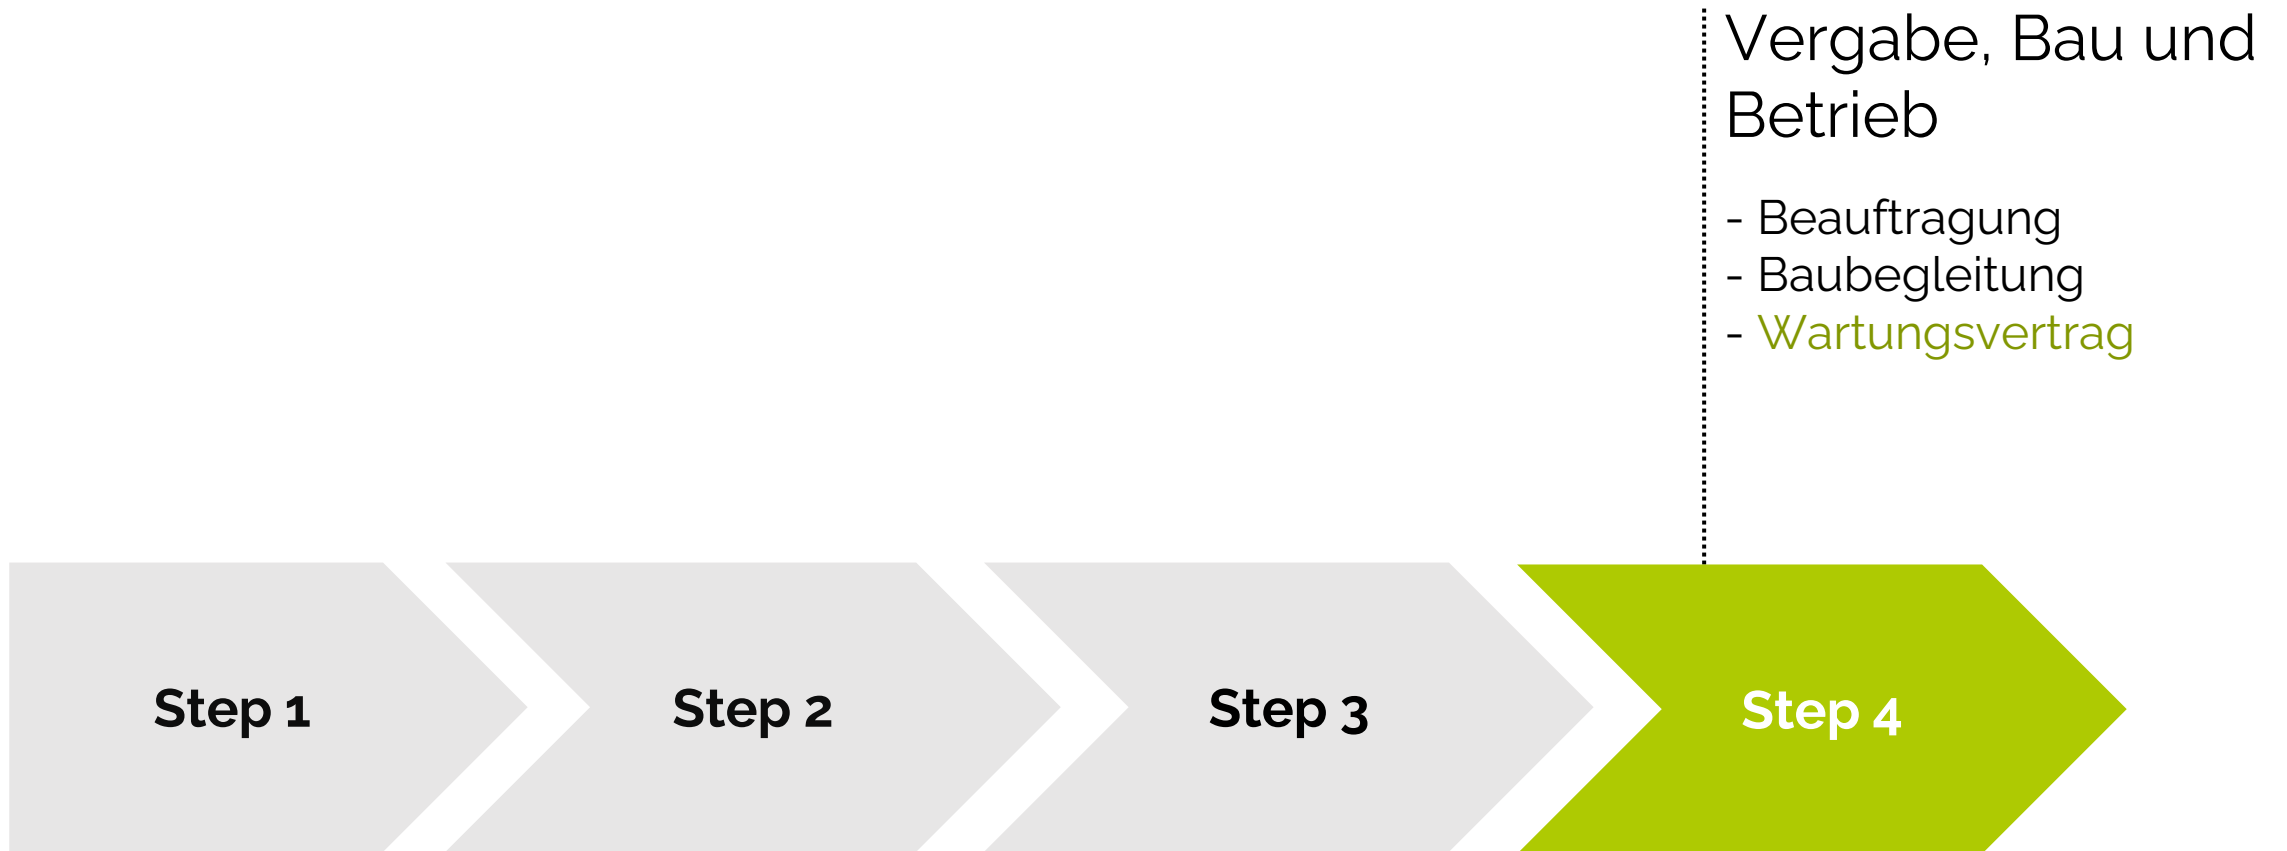 Vergabe, Bau und
Betrieb
- Beauftragung
- Baubegleitung
- Wartungsvertrag
Step 1
Step 2
Step 3
Step 4